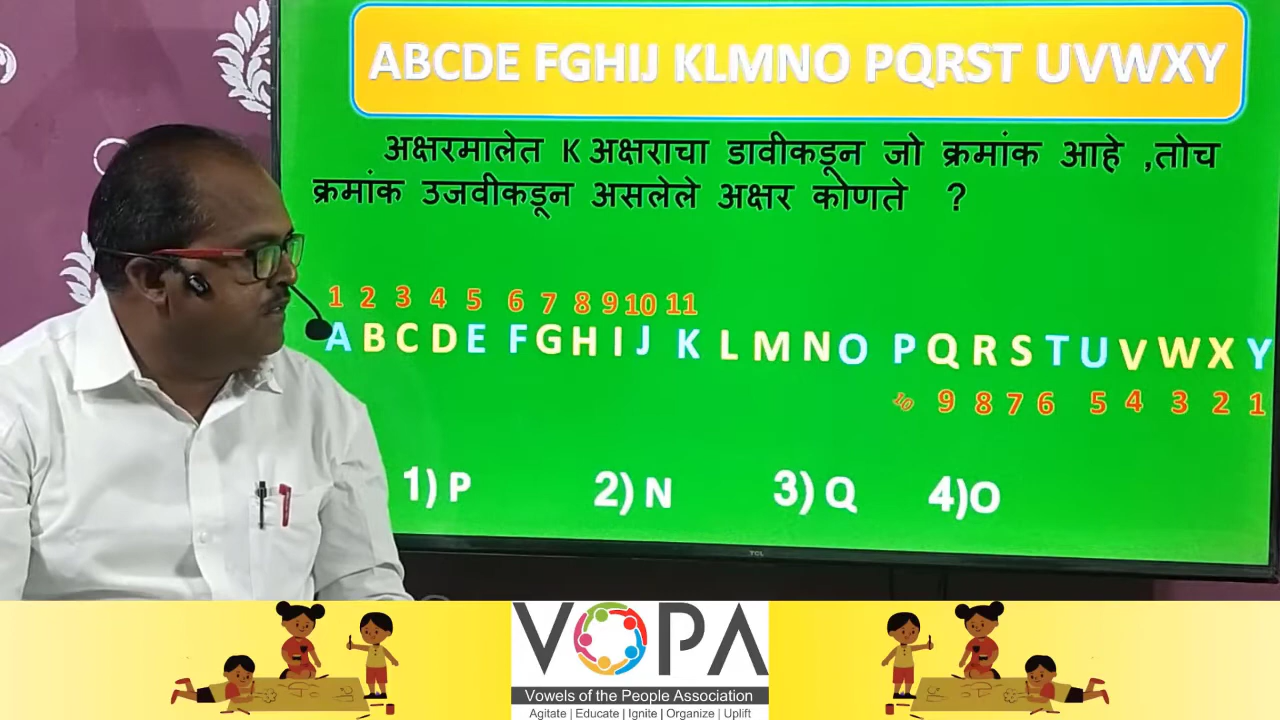 ABCDE FGHIJ KLMNO PQRST UVWXY
अक्षरमालेत K अक्षराचा डावीकडून जो क्रमांक आहे ,तोच
क्रमांक उजवीकडून असलेले अक्षर कोणते ?
1 2 3 4 5 6 7 8 9 10 11
A B C D E F G H I J K L M N O P Q R S T U V W X Y
10 9 8 7 6 5 4 3 2 1
1) P 2) N 3) Q 4)O
TCL
VOPA
Vowels of the People Association
Agitate | Educate | Ignite | Organize | Uplift